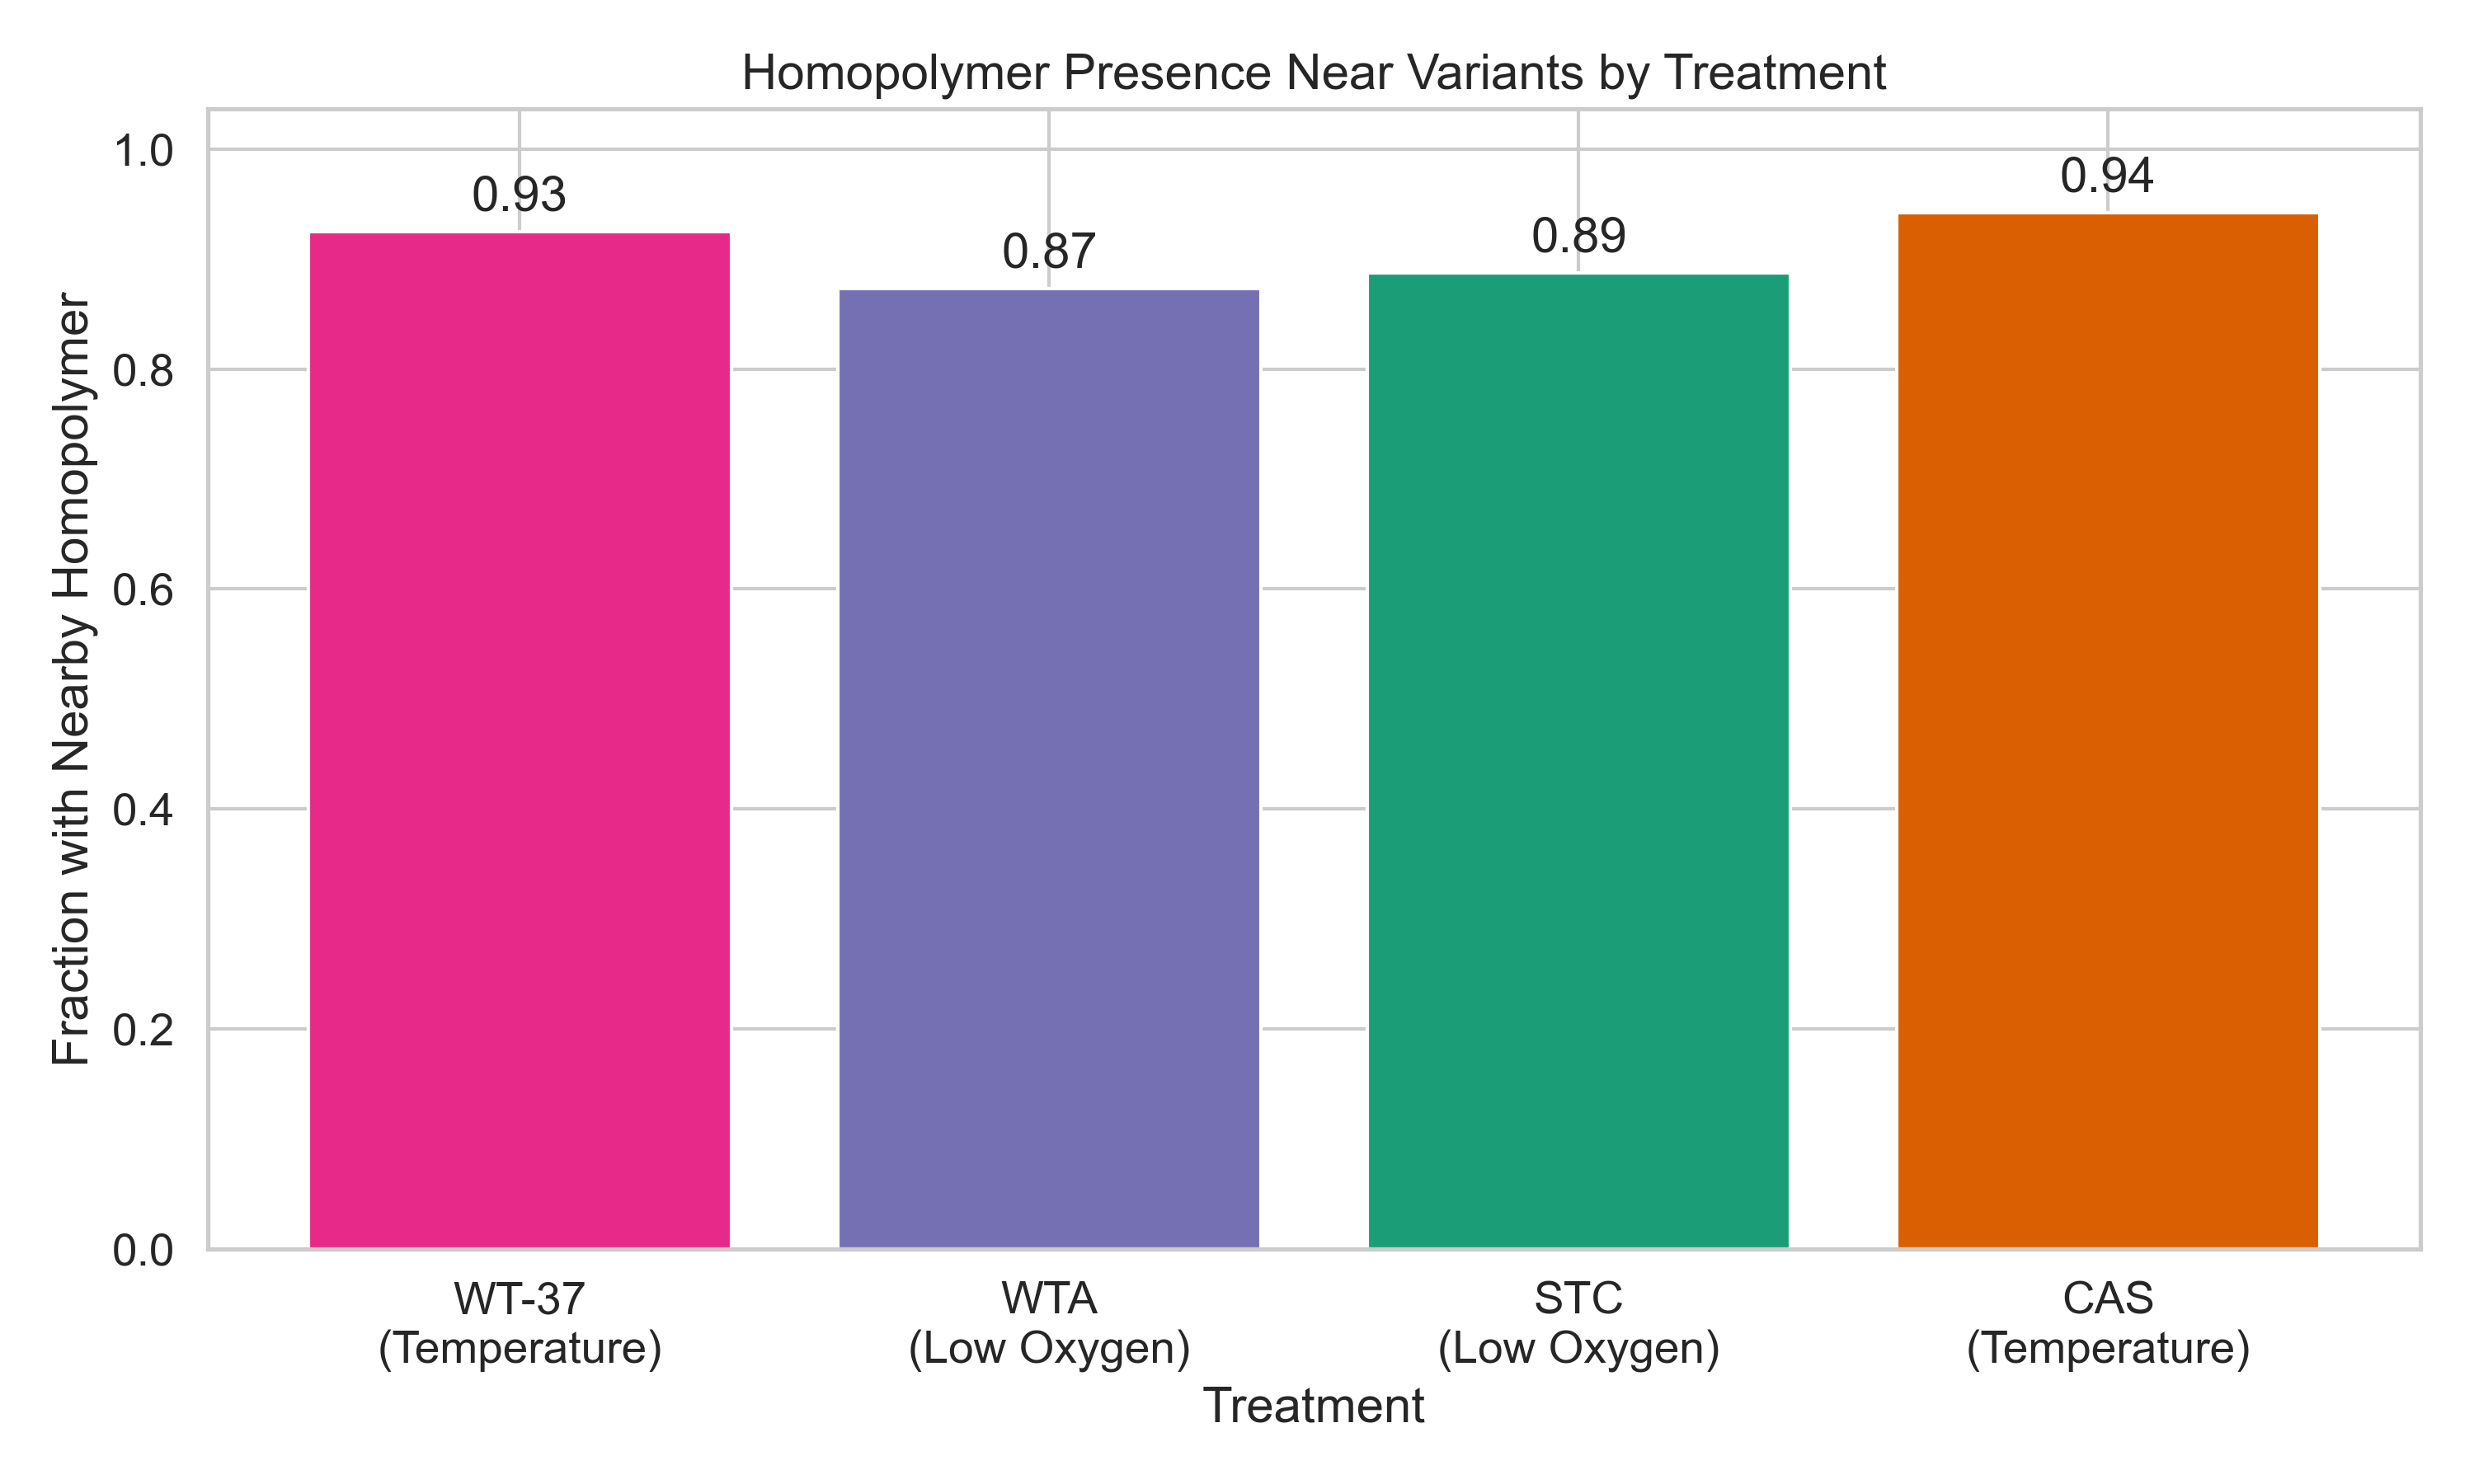 Homopolymer Presence Near Variants by Treatment
Fraction with Nearby Homopolymer
1.0
0.8
0.6
0.4
0.2
0.0
0.93
0.87
0.89
0.94
WT-37
(Temperature)
WTA
(Low Oxygen)
STC
(Low Oxygen)
CAS
(Temperature)
Treatment